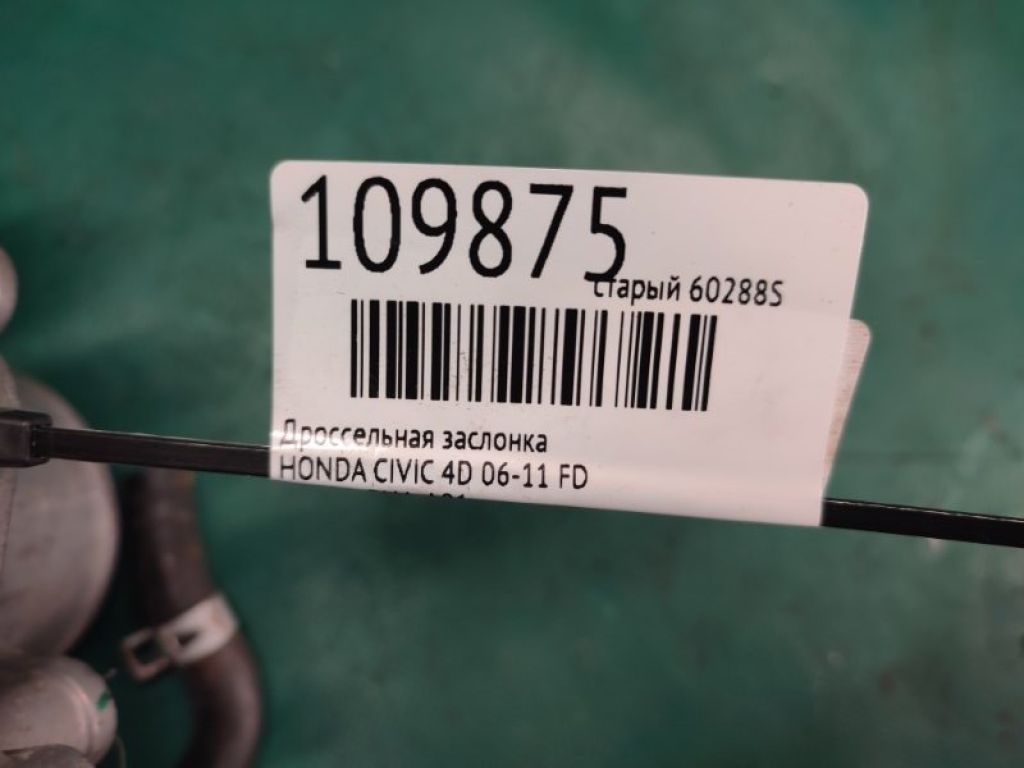 109875
старый 60288S
Дроссельная заслонка
HONDA CIVIC 4D 06-11 FD